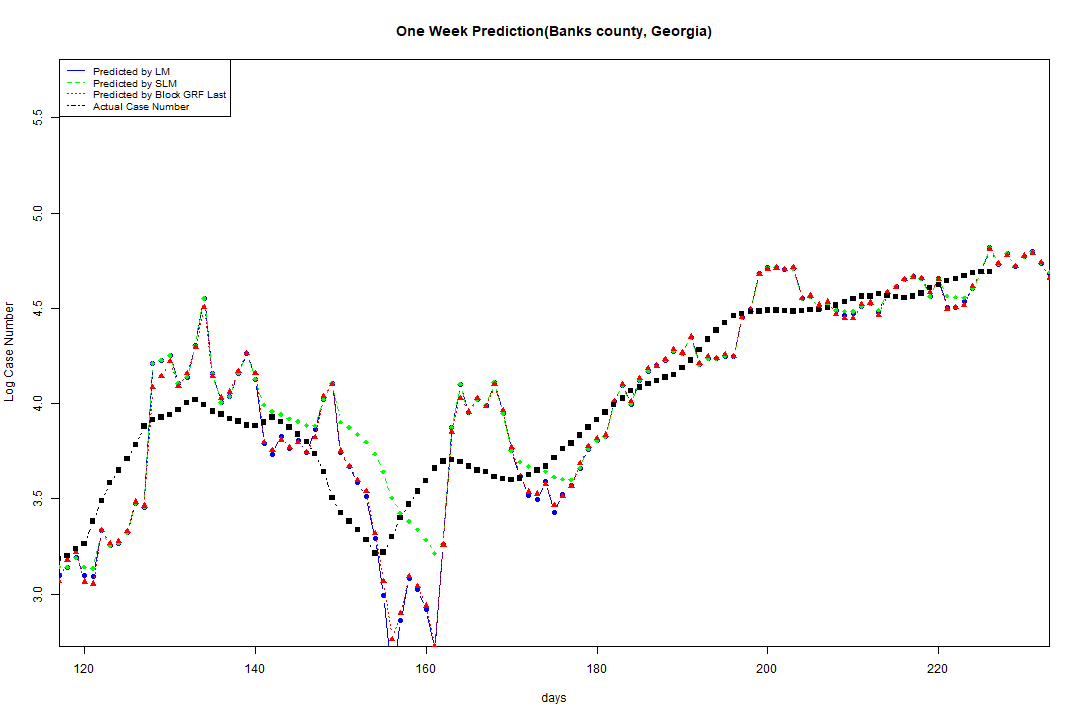 One Week Prediction(Banks county, Georgia)
Predicted by LM
Predicted by SLM
Predicted by Block GRF Last
Actual Case Number
5.5
5.0
4.5
4.0
3.5
3.0
Log Case Number
120 140 160 180 200 220
days